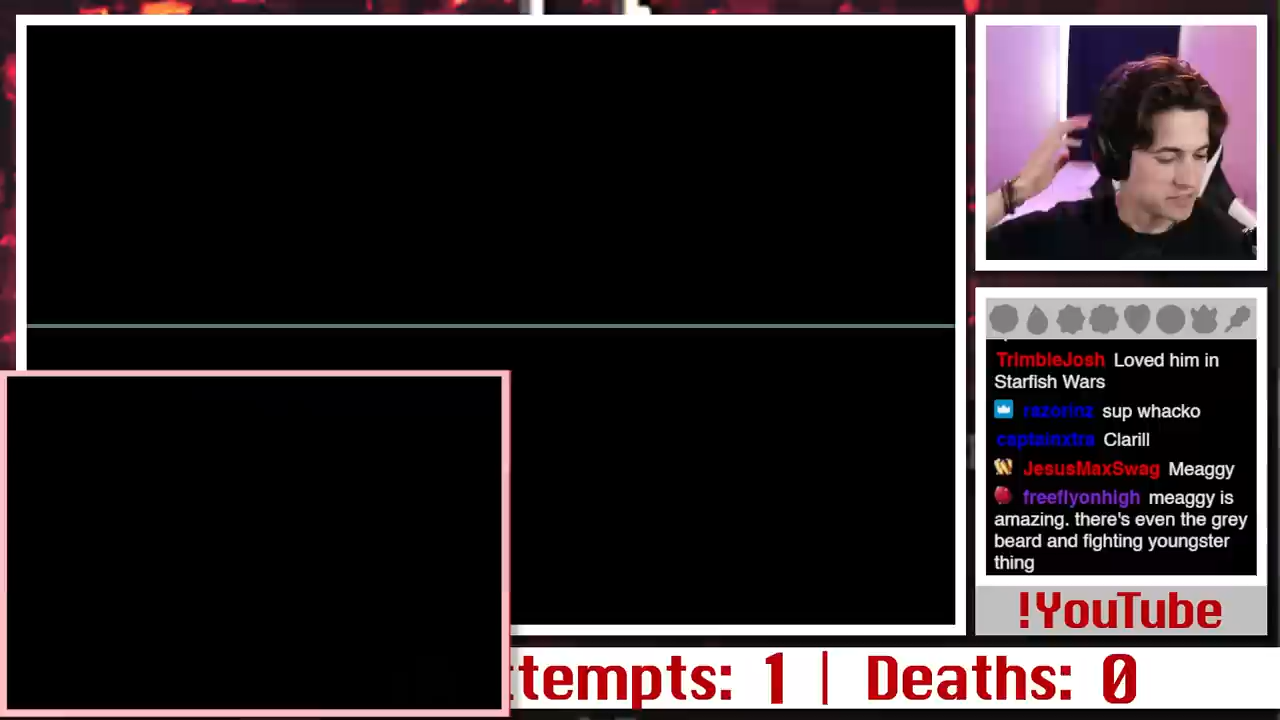 TrimbleJosh Loved him in
Starfish Wars
razorinz sup whacko
captainxtra Clarill
JesusMaxSwag Meaggy
freeflyonhigh meaggy is
amazing. there's even the grey
beard and fighting youngster
thing
!YouTube
ttempts: 1 | Deaths: 0